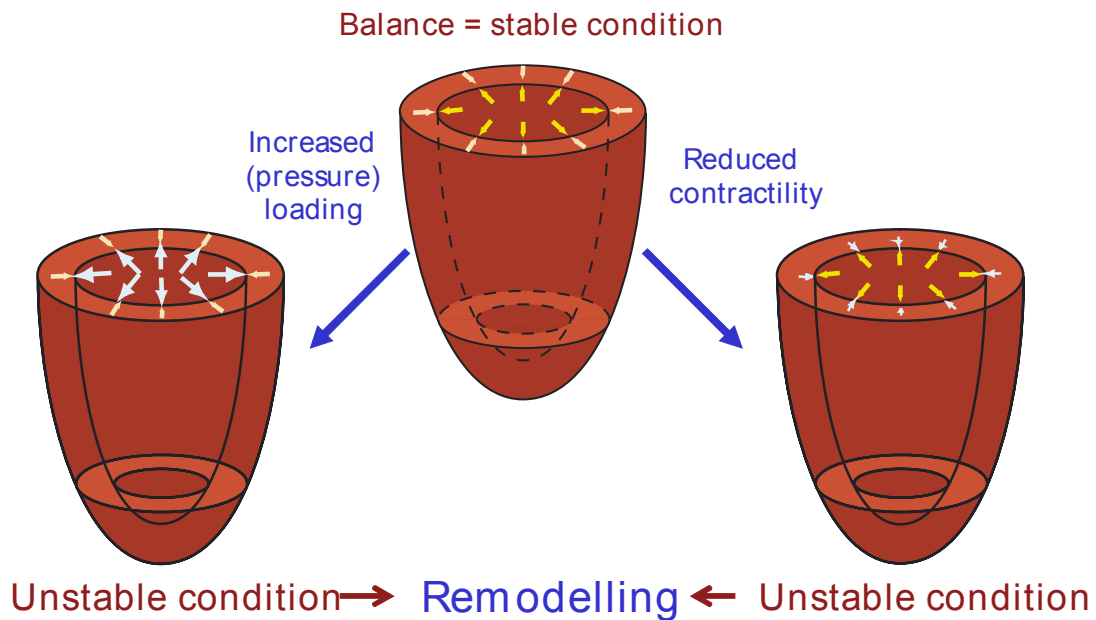 Balance = stable condition
Increased
(pressure)
loading
Reduced
contractility
Unstable condition
Remodelling
Unstable condition